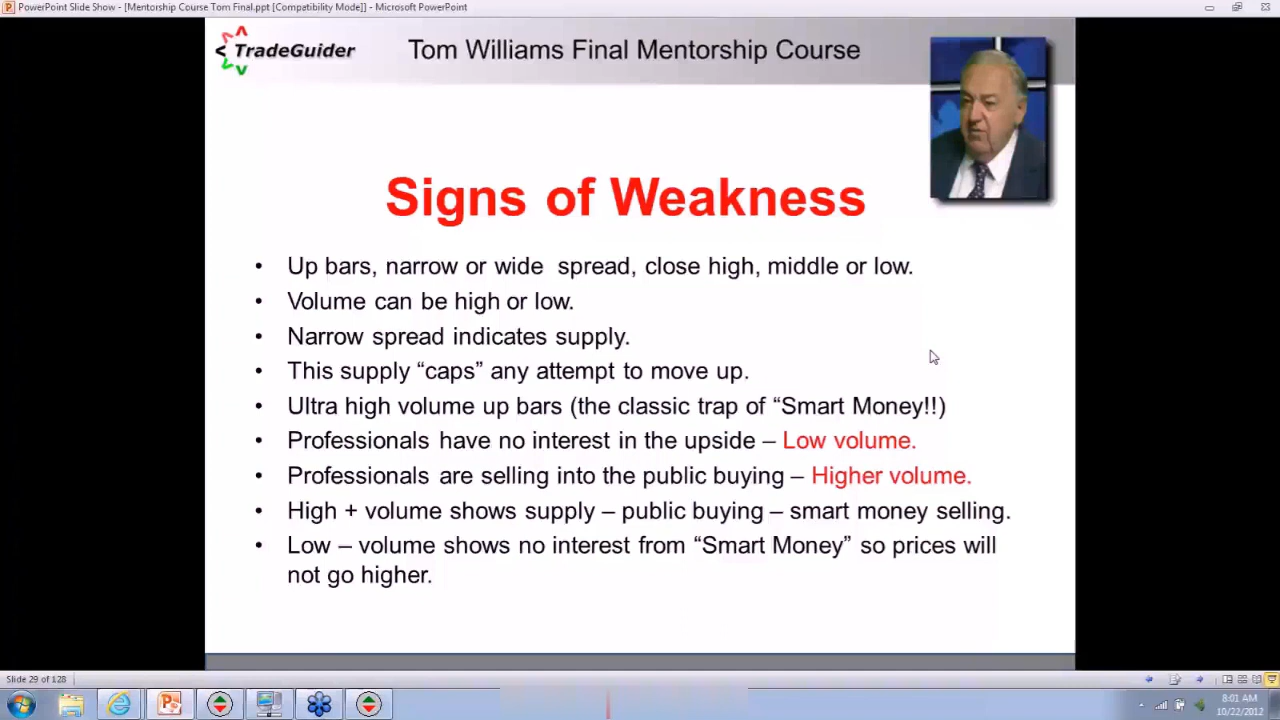 PowerPoint Slide Show - [Mentorship Course Tom Final.ppt [Compatibility Mode]] - Microsoft PowerPoint
TradeGuider
Tom Williams Final Mentorship Course
Signs of Weakness
• Up bars, narrow or wide spread, close high, middle or low.
• Volume can be high or low.
• Narrow spread indicates supply.
• This supply “caps” any attempt to move up.
• Ultra high volume up bars (the classic trap of “Smart Money!!)
• Professionals have no interest in the upside – Low volume.
• Professionals are selling into the public buying – Higher volume.
• High + volume shows supply – public buying – smart money selling.
• Low – volume shows no interest from “Smart Money” so prices will
not go higher.
Slide 29 of 128
8:01 AM
10/22/2012